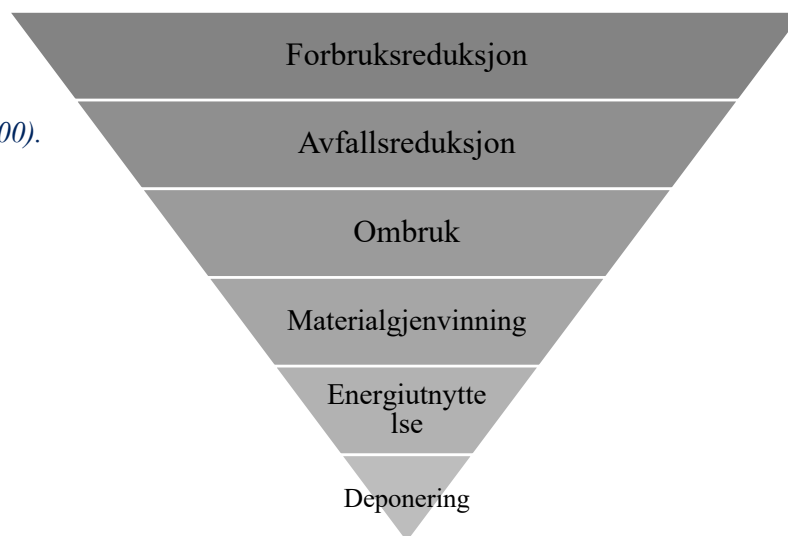 Forbruksreduksjon
00).
Avfallsreduksjon
Ombruk
Materialgjenvinning
Energiutnytte
lse
Deponering